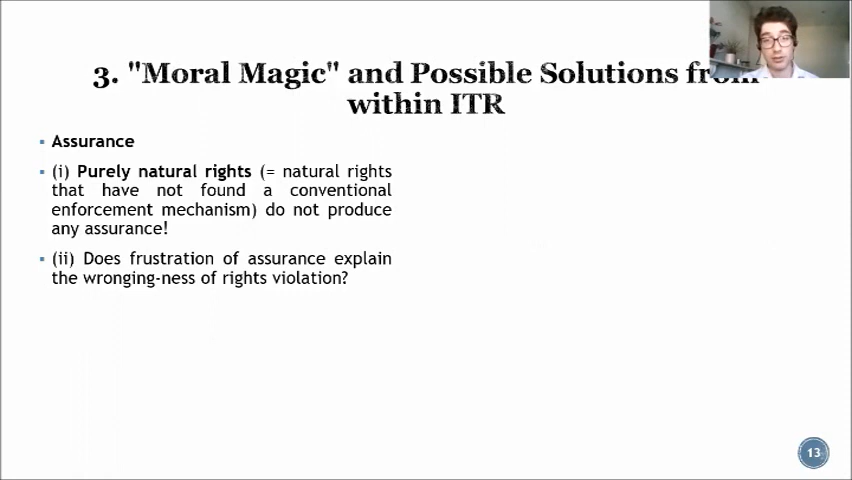 3. "Moral Magic" and Possible Solutions from
within ITR
▪ Assurance
▪ (i) Purely natural rights (= natural rights
that have not found a conventional
enforcement mechanism) do not produce
any assurance!
▪ (ii) Does frustration of assurance explain
the wronging-ness of rights violation?
13